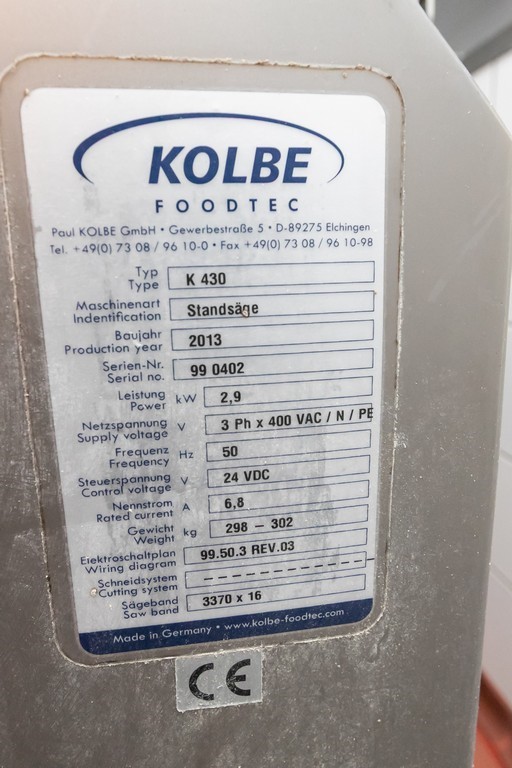 KOLBE
FOODTEC
Paul KOLBE GmbH • Gewerbestraße 5 • D-89275 Elchingen
Tel. +49(0) 73 08 / 96 10-0 • Fax +49(0) 73 08 / 96 10-98
Typ
Type K 430
Maschinenart
Indentification Standsäge
Baujahr
Production year 2013
Serien-Nr.
Serial no. 99 0402
Leistung
Power kW 2,9
Netzspannung
Supply voltage V 3 Ph x 400 VAC / N / PE
Frequenz
Frequency Hz 50
Steuerspannung
Control voltage V 24 VDC
Nennstrom
Rated current A 6,8
Gewicht
Weight kg 298 – 302
Elektroschaltplan
Wiring diagram 99.50.3 REV.03
Schneidsystem
Cutting system ----------------
Sägeband
Saw band 3370 x 16
Made in Germany • www.kolbe-foodtec.com
CE